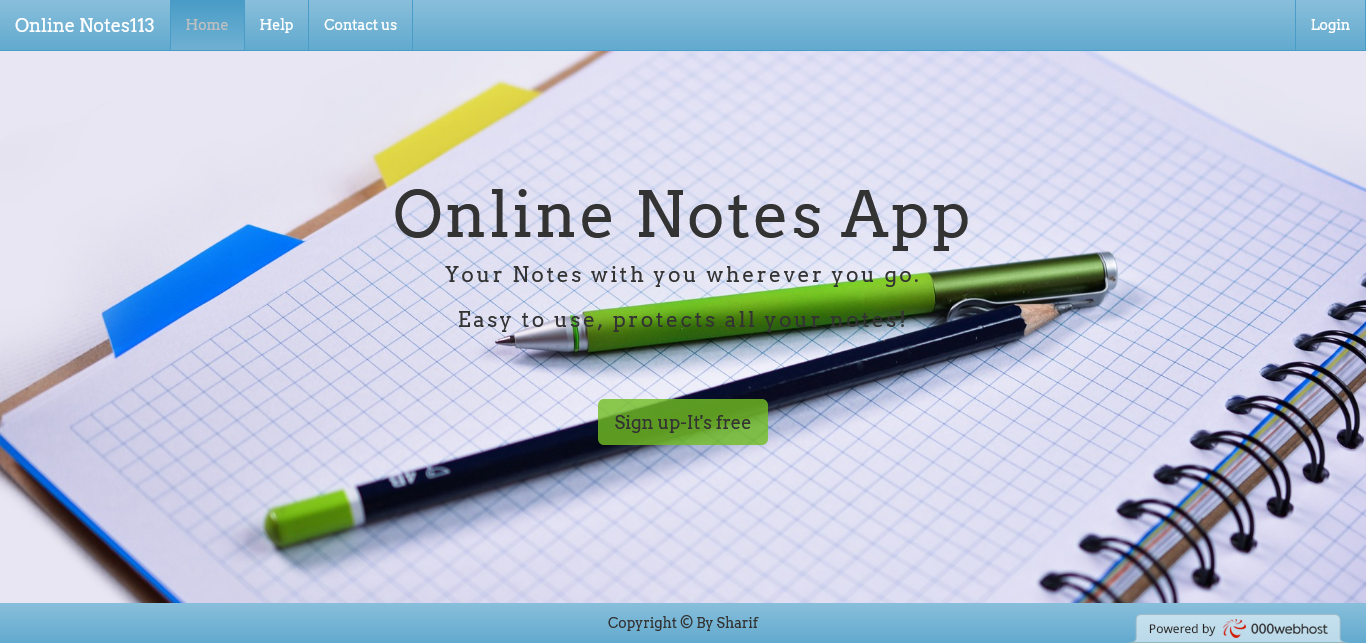 Online Notes113
Home
Help
Contact us
Login
Online Notes App
Your Notes with you wherever you go.
Easy to use, protects all your notes!
Sign up-It's free
4B
Copyright © By Sharif
Powered by 000webhost